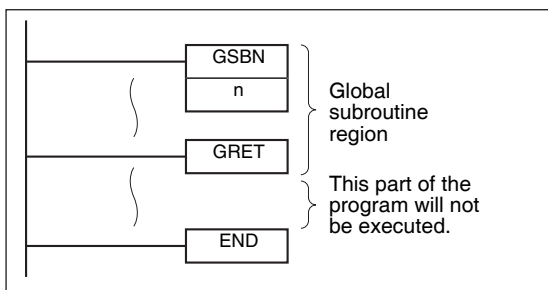 GSBN
n
Global
subroutine
region
GRET
This part of the
program will not
be executed.
END